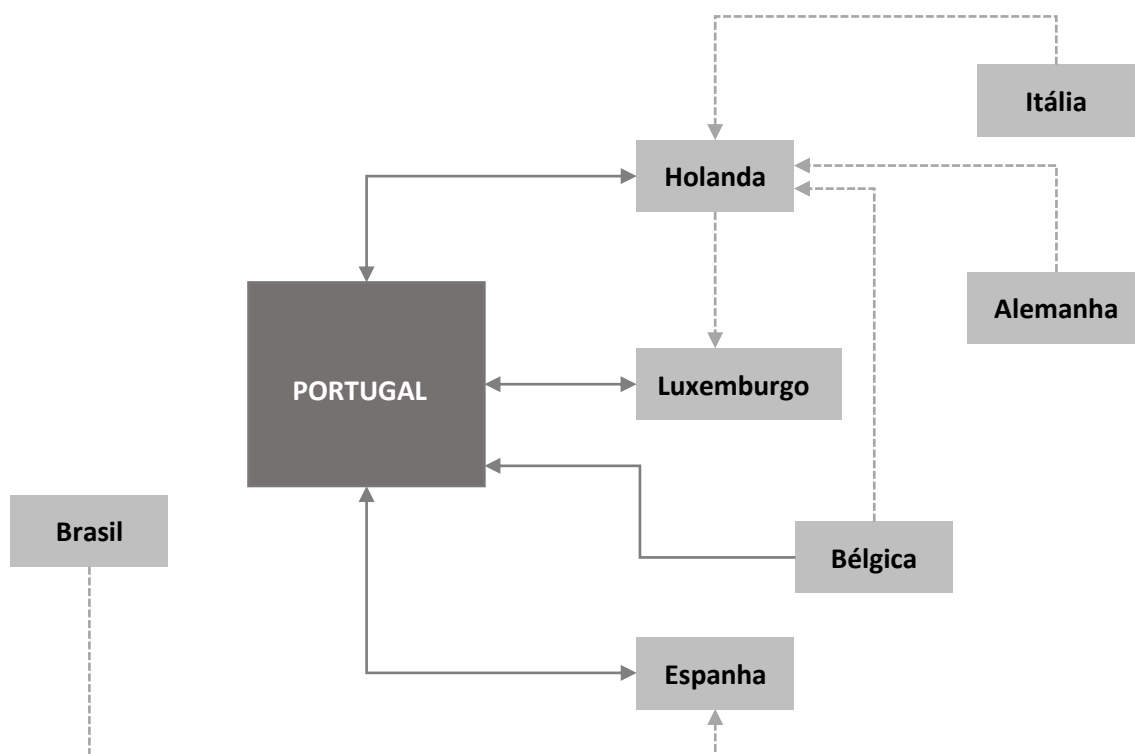 Itália
Holanda
Alemanha
Luxemburgo
PORTUGAL
Brasil
Bélgica
Espanha